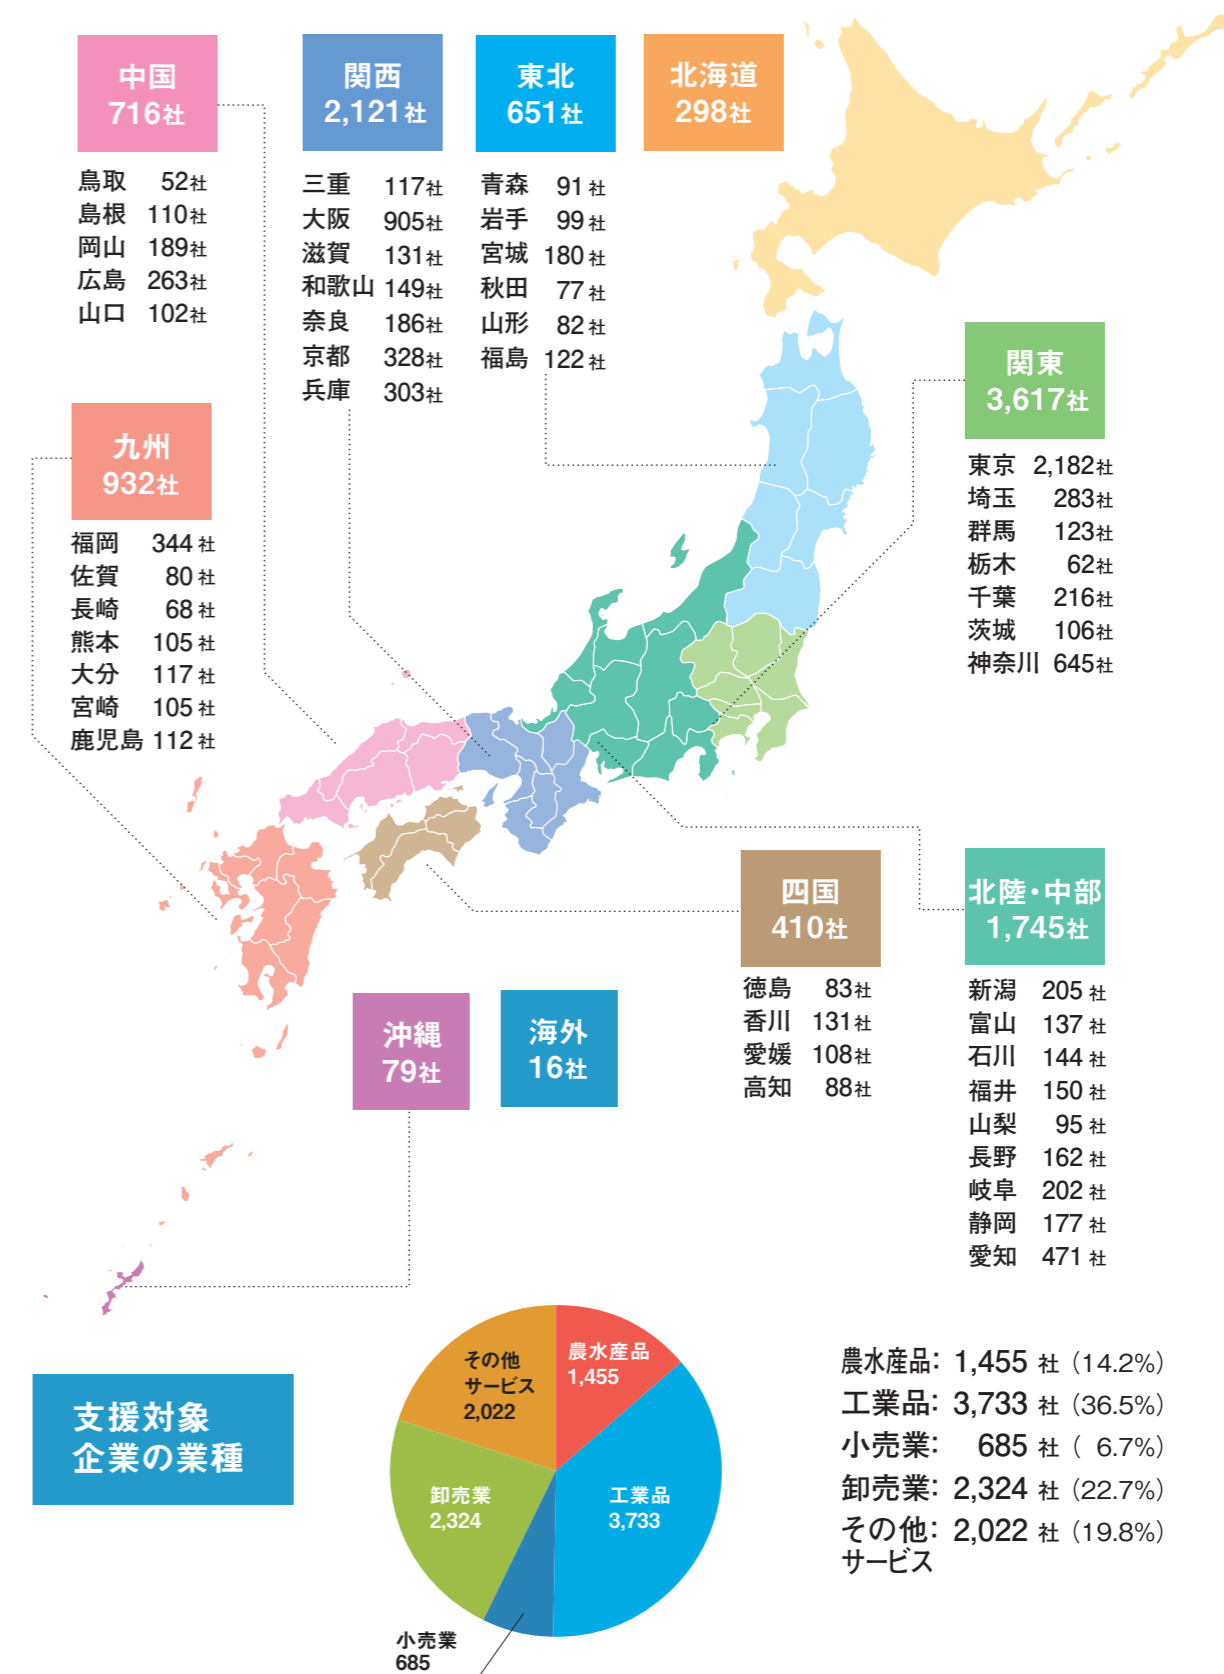 中国
716社
鳥取 52社
島根 110社
岡山 189社
広島 263社
山口 102社
関西
2,121社
三重 117社
大阪 905社
滋賀 131社
和歌山 149社
奈良 186社
京都 328社
兵庫 303社
東北
651社
青森 91社
岩手 99社
宮城 180社
秋田 77社
山形 82社
福島 122社
北海道
298社
関東
3,617社
東京 2,182社
埼玉 283社
群馬 123社
栃木 62社
千葉 216社
茨城 106社
神奈川 645社
九州
932社
福岡 344社
佐賀 80社
長崎 68社
熊本 105社
大分 117社
宮崎 105社
鹿児島 112社
四国
410社
徳島 83社
香川 131社
愛媛 108社
高知 88社
北陸・中部
1,745社
新潟 205社
富山 137社
石川 144社
福井 150社
山梨 95社
長野 162社
岐阜 202社
静岡 177社
愛知 471社
沖縄
79社
海外
16社
支援対象
企業の業種
その他
サービス
2,022
農水産品
1,455
卸売業
2,324
工業品
3,733
小売業
685
農水産品: 1,455 社 (14.2%)
工業品: 3,733 社 (36.5%)
小売業: 685 社 ( 6.7%)
卸売業: 2,324 社 (22.7%)
その他: 2,022 社 (19.8%)
サービス